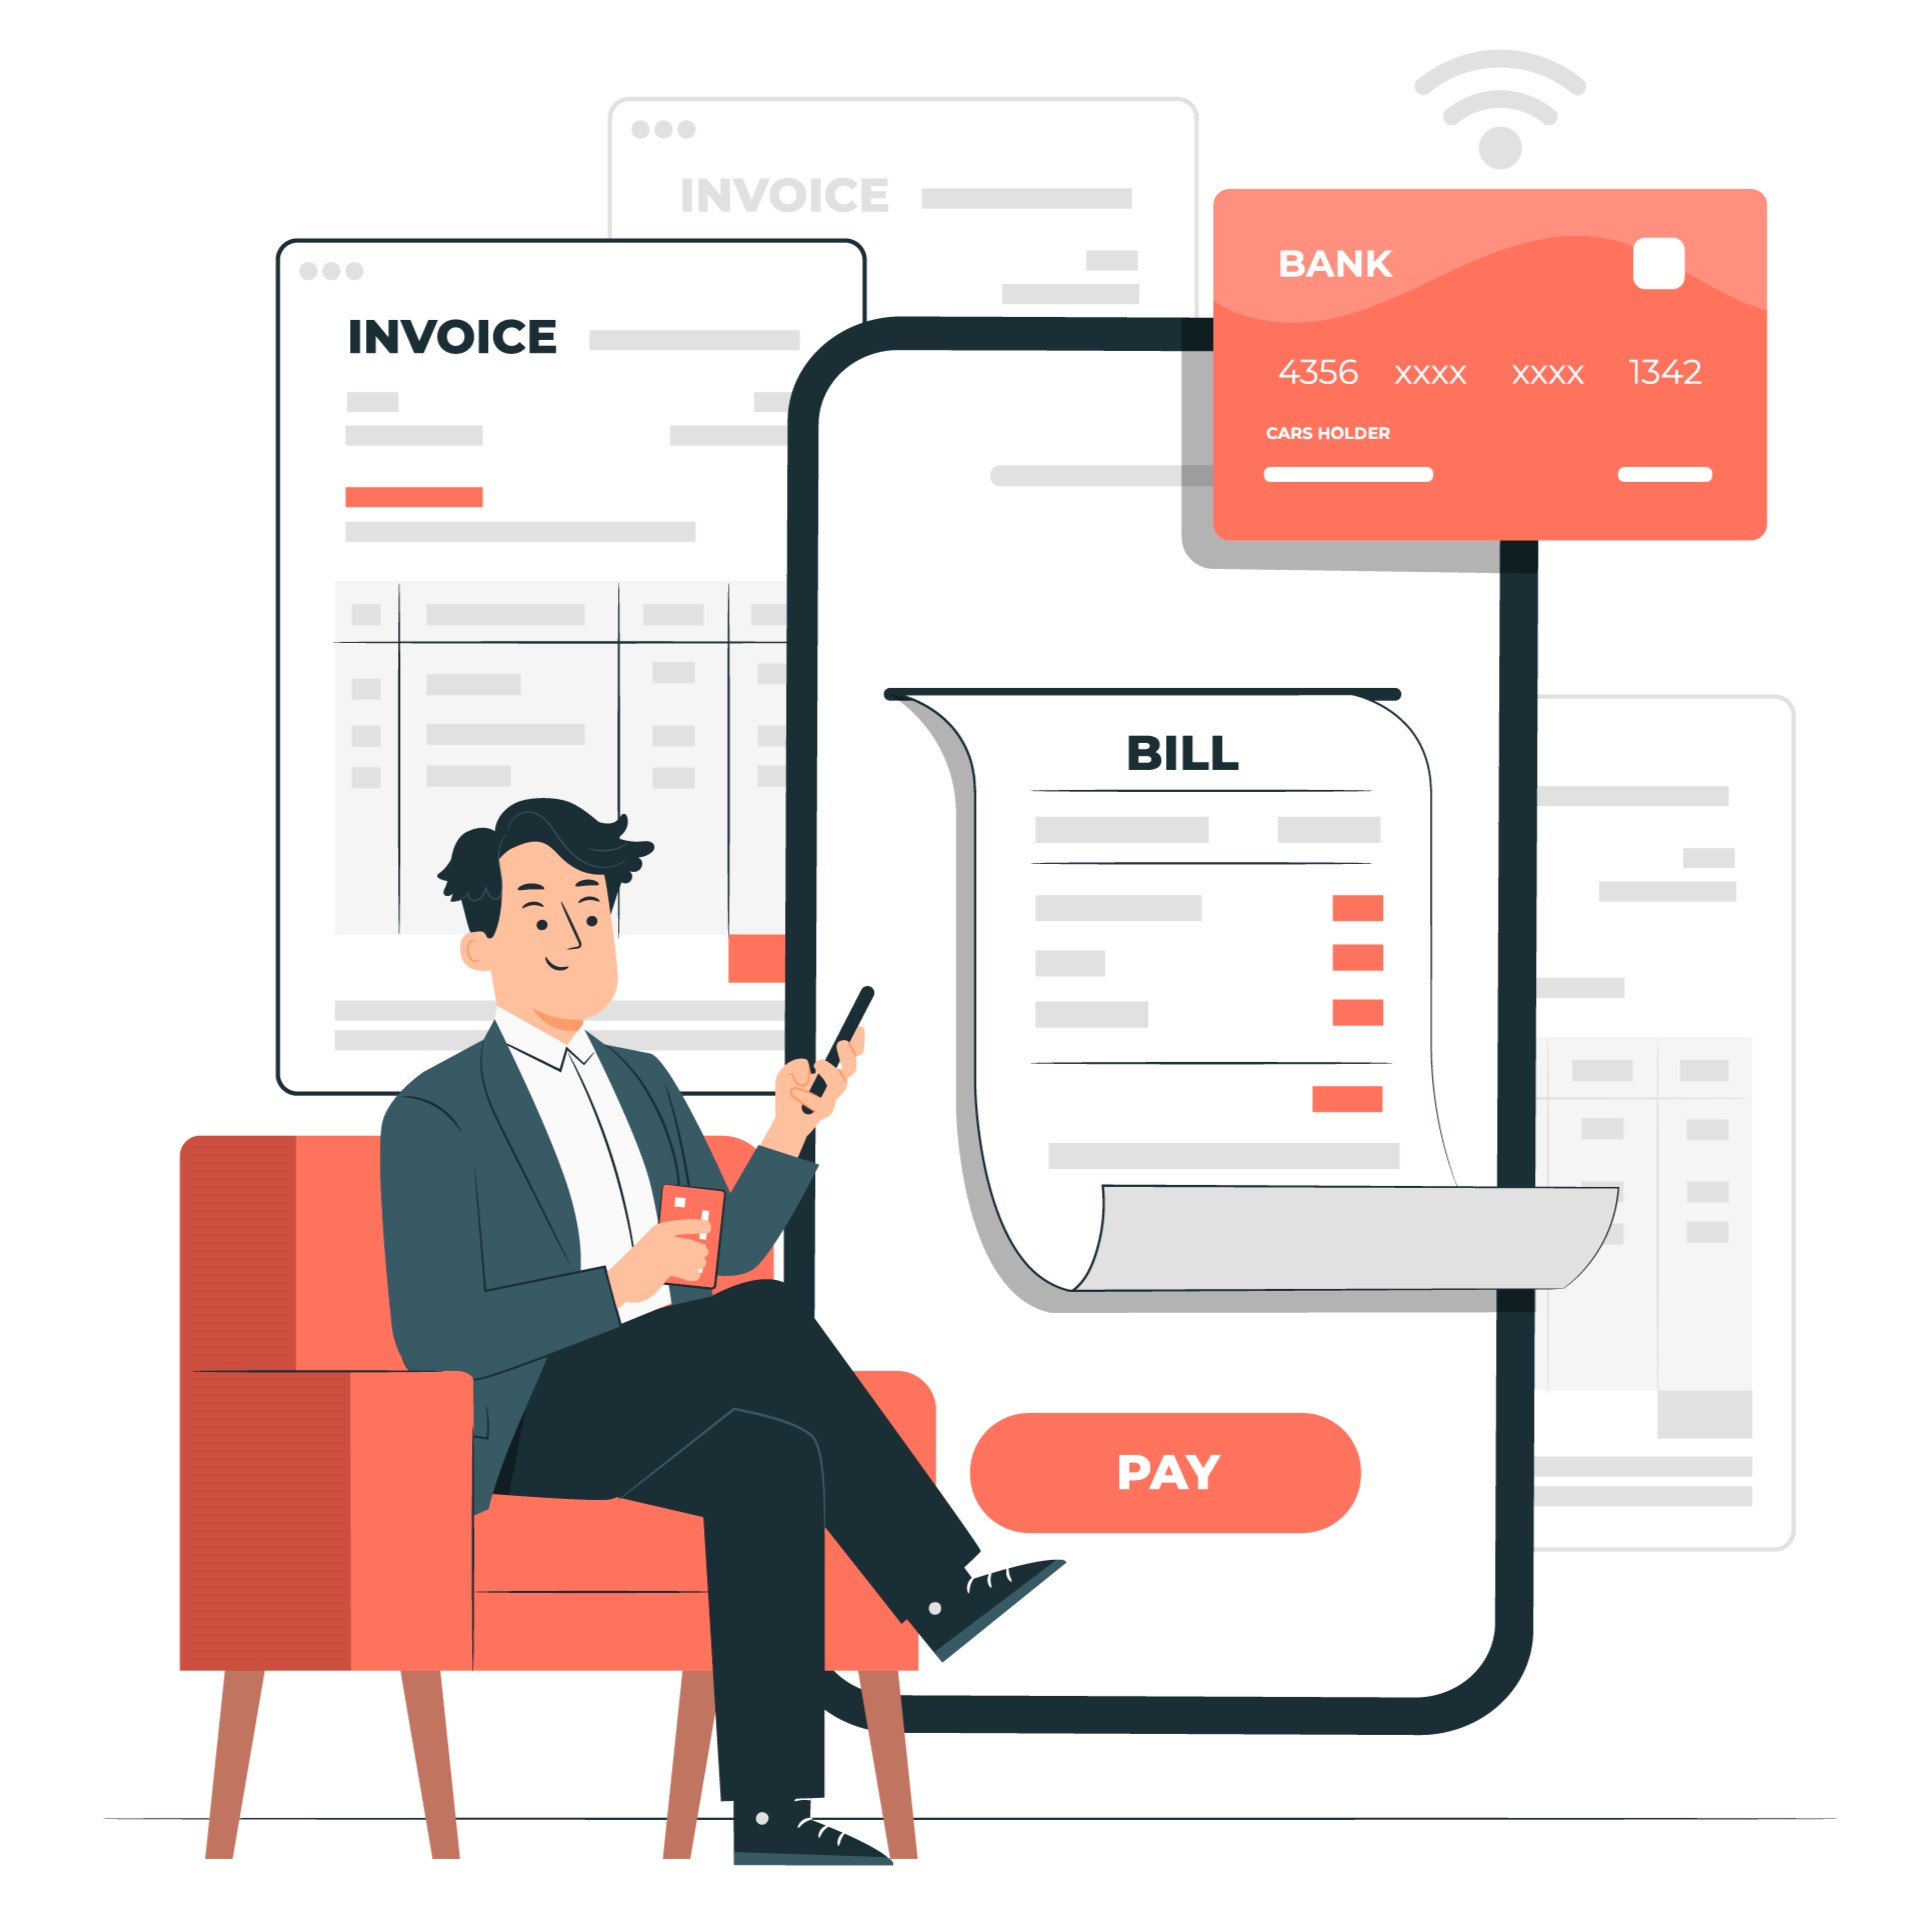 INVOICE
INVOICE
BANK
4356 xxxx xxxx 1342
CARS HOLDER
BILL
PAY